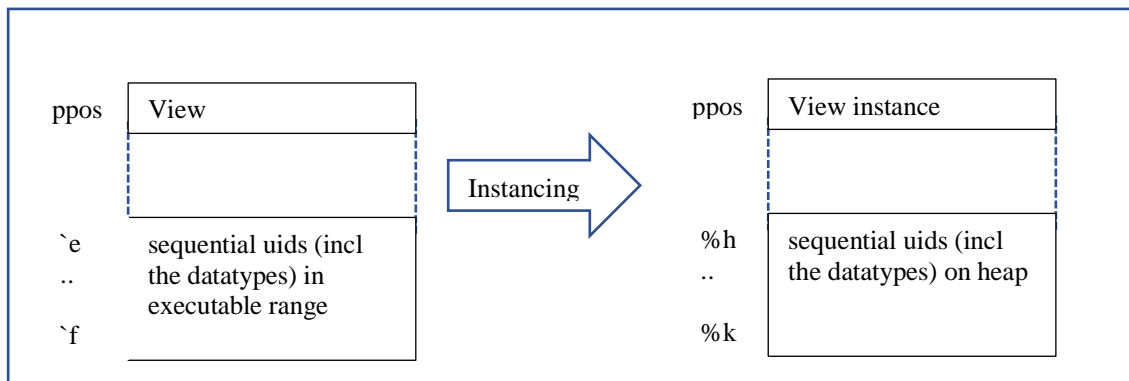 ppos View
`e sequential uids (incl
.. the datatypes) in
executable range
`f
Instancing
ppos View instance
%h sequential uids (incl
.. the datatypes) on heap
%k